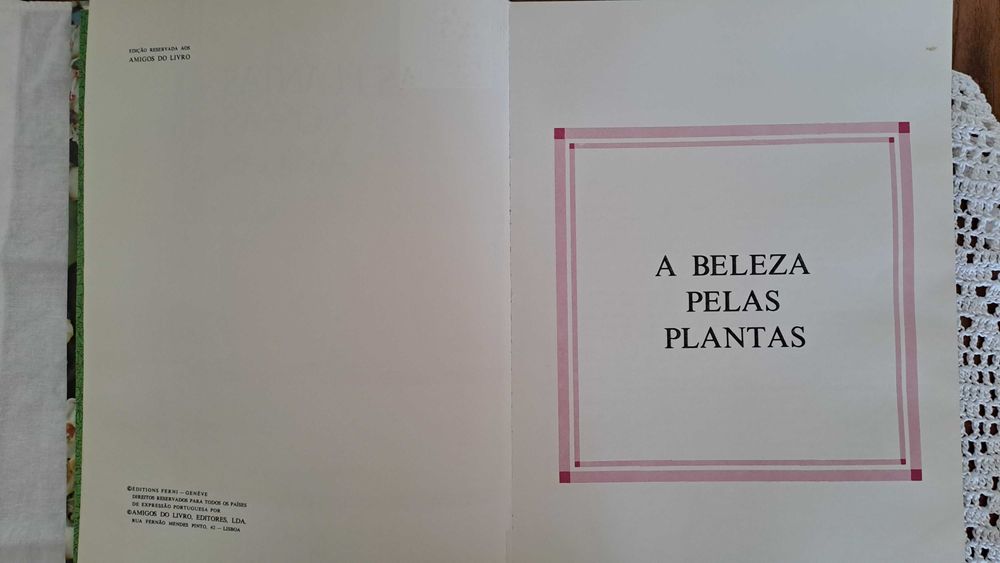 EDIÇÃO RESERVADA AOS
AMIGOS DO LIVRO
©EDITIONS FERNI — GENÈVE
DIREITOS RESERVADOS PARA TODOS OS PAÍSES
DE EXPRESSÃO PORTUGUESA POR
©AMIGOS DO LIVRO, EDITORES, LDA.
RUA FERNÃO MENDES PINTO, 42 — LISBOA
A BELEZA
PELAS
PLANTAS